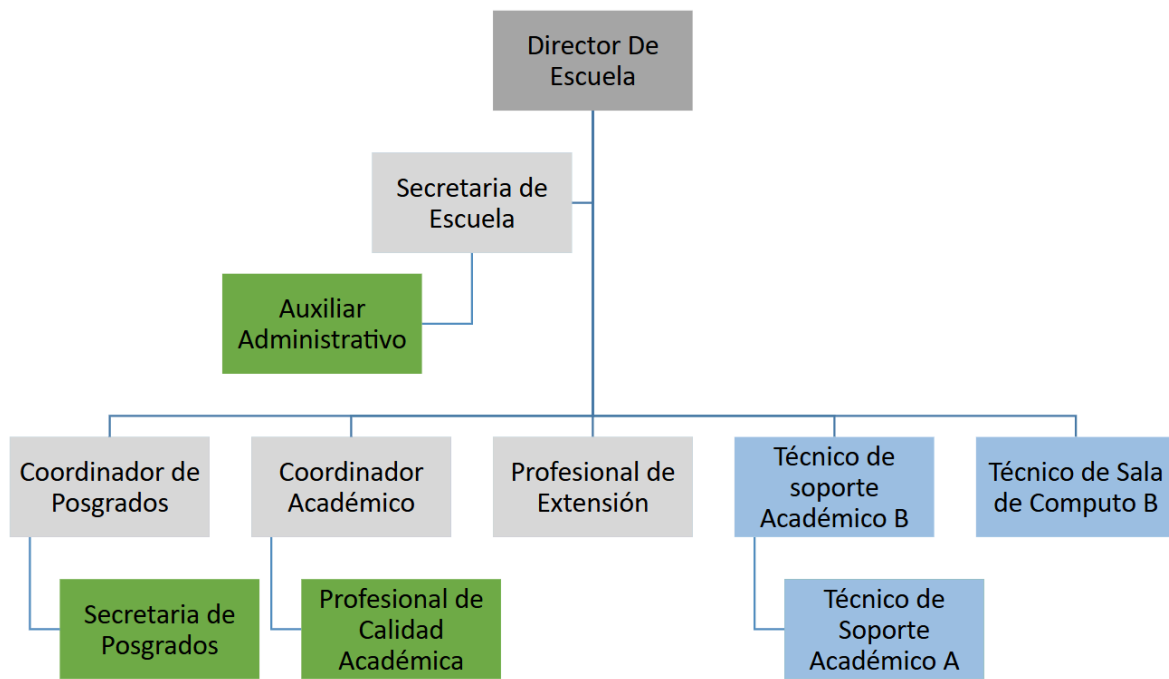 Director De
Escuela
Secretaria de
Escuela
Auxiliar
Administrativo
Coordinador de
Posgrados
Coordinador
Académico
Profesional de
Extensión
Técnico de
soporte
Académico B
Técnico de Sala
de Computo B
Secretaria de
Posgrados
Profesional de
Calidad
Académica
Técnico de
Soporte
Académico A